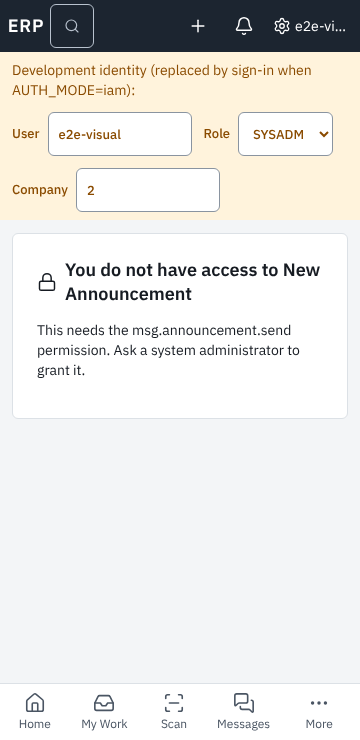 ERP
e2e-vi...
Development identity (replaced by sign-in when
AUTH_MODE=iam):
User e2e-visual Role SYSADM
Company 2
You do not have access to New
Announcement
This needs the msg.announcement.send
permission. Ask a system administrator to
grant it.
Home My Work Scan Messages More